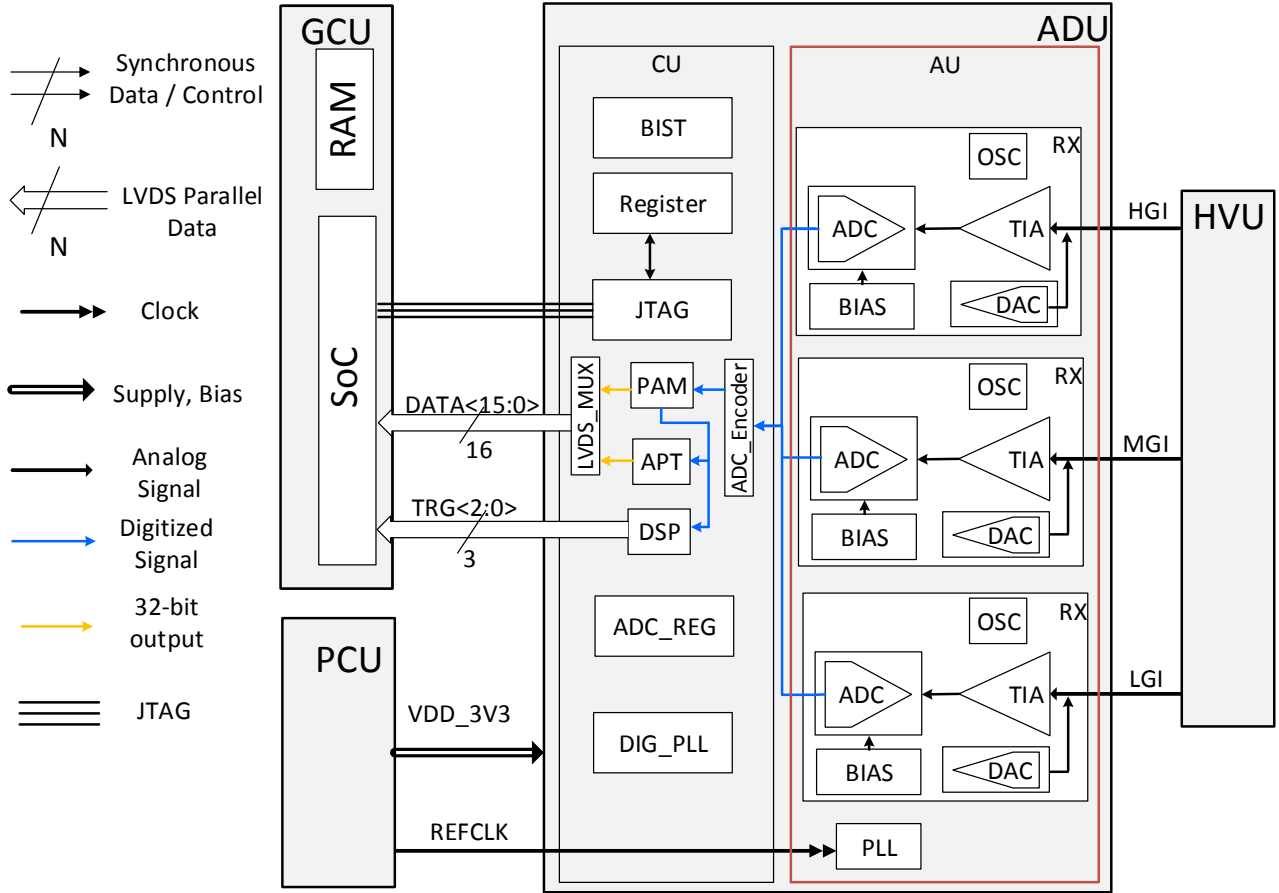 Synchronous
Data / Control
N
LVDS Parallel
Data
N
Clock
Supply, Bias
Analog
Signal
Digitized
Signal
32-bit
output
JTAG
GCU
RAM
SoC
PCU
DATA<15:0>
16
TRG<2:0>
3
VDD_3V3
REFCLK
ADU
CU
BIST
Register
JTAG
LVDS_MUX
PAM
APT
DSP
ADC_Encoder
ADC_REG
DIG_PLL
AU
RX
OSC
ADC
TIA
BIAS
DAC
RX
OSC
ADC
TIA
BIAS
DAC
RX
OSC
ADC
TIA
BIAS
DAC
PLL
HGI
MGI
LGI
HVU